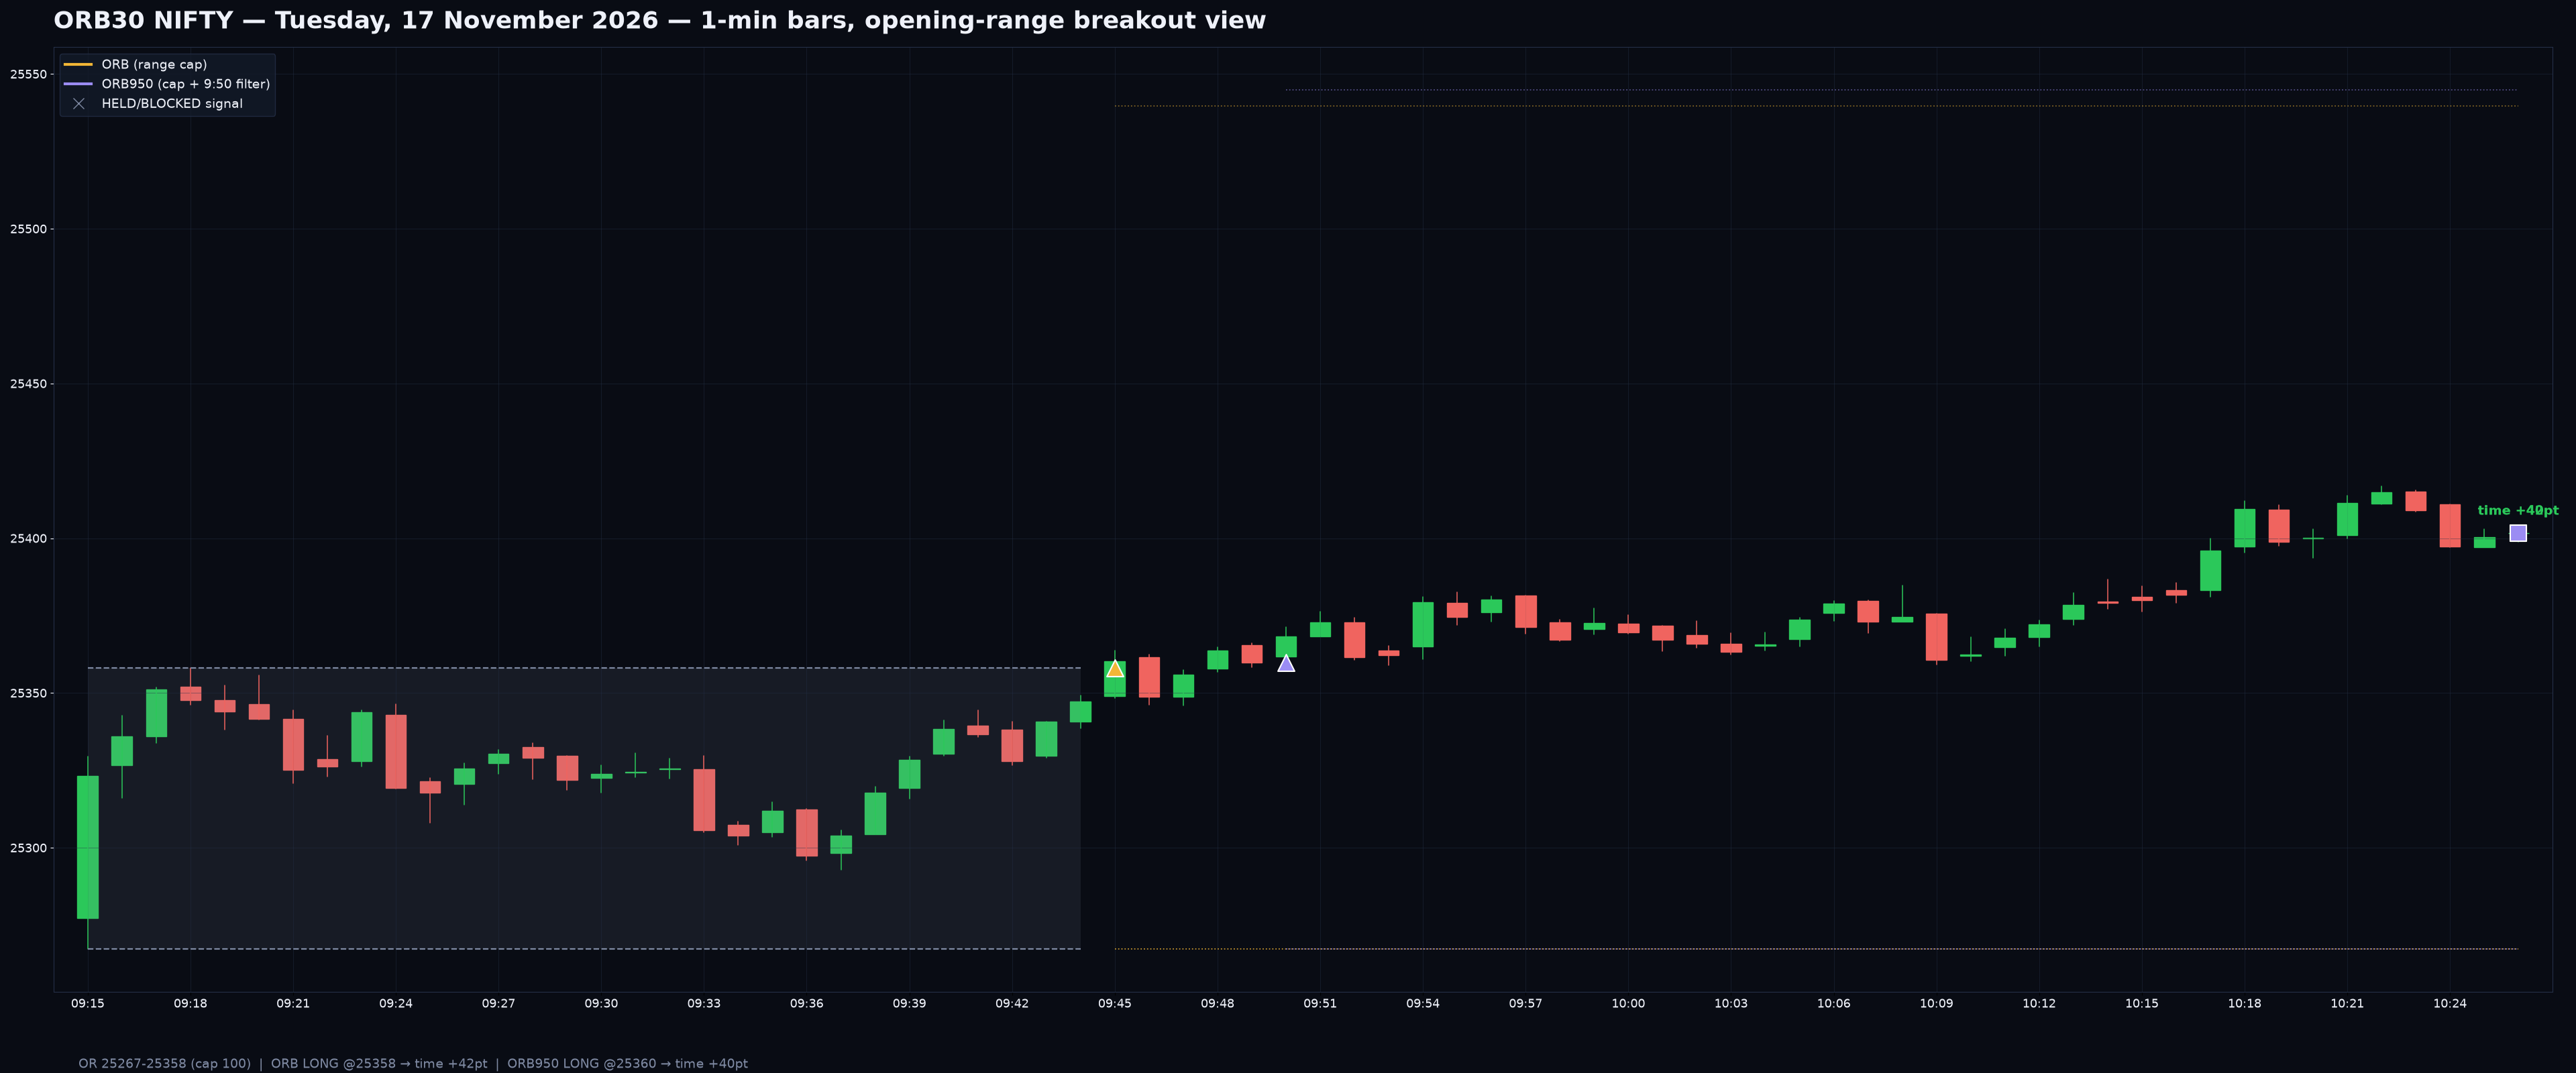 ORB30 NIFTY — Tuesday, 17 November 2026 — 1-min bars, opening-range breakout view
ORB (range cap)
ORB950 (cap + 9:50 filter)
HELD/BLOCKED signal
25550
25500
25450
25400
25350
25300
time +40pt
09:15 09:18 09:21 09:24 09:27 09:30 09:33 09:36 09:39 09:42 09:45 09:48 09:51 09:54 09:57 10:00 10:03 10:06 10:09 10:12 10:15 10:18 10:21 10:24
OR 25267-25358 (cap 100) | ORB LONG @25358 → time +42pt | ORB950 LONG @25360 → time +40pt